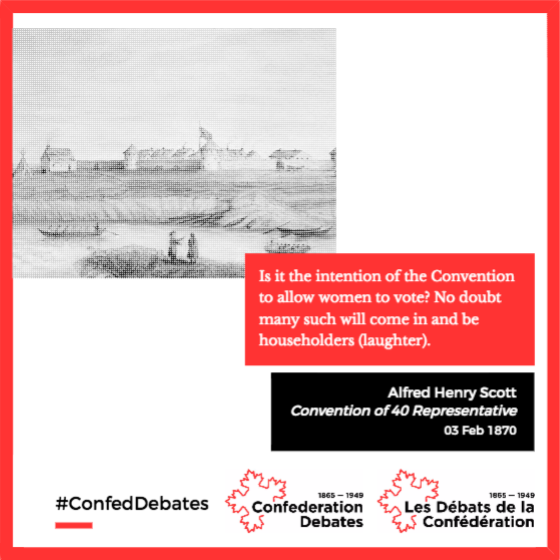 Is it the intention of the Convention
to allow women to vote? No doubt
many such will come in and be
householders (laughter).
Alfred Henry Scott
Convention of 40 Representative
03 Feb 1870
#ConfedDebates
1865 — 1949
Confederation
Debates
1865 — 1949
Les Débats de la
Confédération